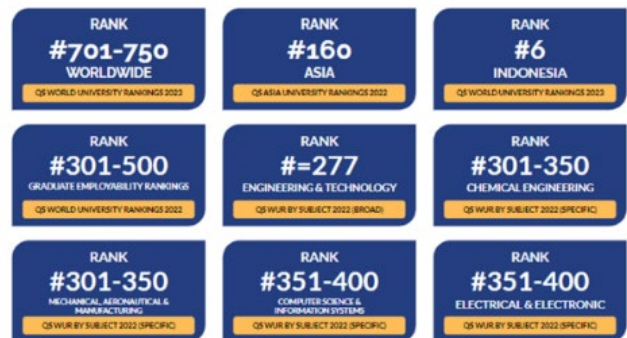 RANK
#701-750
WORLDWIDE
QS WORLD UNIVERSITY RANKINGS 2023
RANK
#160
ASIA
QS ASIA UNIVERSITY RANKINGS 2022
RANK
#6
INDONESIA
QS WORLD UNIVERSITY RANKINGS 2023
RANK
#301-500
GRADUATE EMPLOYABILITY RANKINGS
QS WORLD UNIVERSITY RANKINGS 2022
RANK
#=277
ENGINEERING & TECHNOLOGY
QS WUR BY SUBJECT 2022 (BROAD)
RANK
#301-350
CHEMICAL ENGINEERING
QS WUR BY SUBJECT 2022 (SPECIFIC)
RANK
#301-350
MECHANICAL, AERONAUTICAL &
MANUFACTURING
QS WUR BY SUBJECT 2022 (SPECIFIC)
RANK
#351-400
COMPUTER SCIENCE &
INFORMATION SYSTEMS
QS WUR BY SUBJECT 2022 (SPECIFIC)
RANK
#351-400
ELECTRICAL & ELECTRONIC
QS WUR BY SUBJECT 2022 (SPECIFIC)